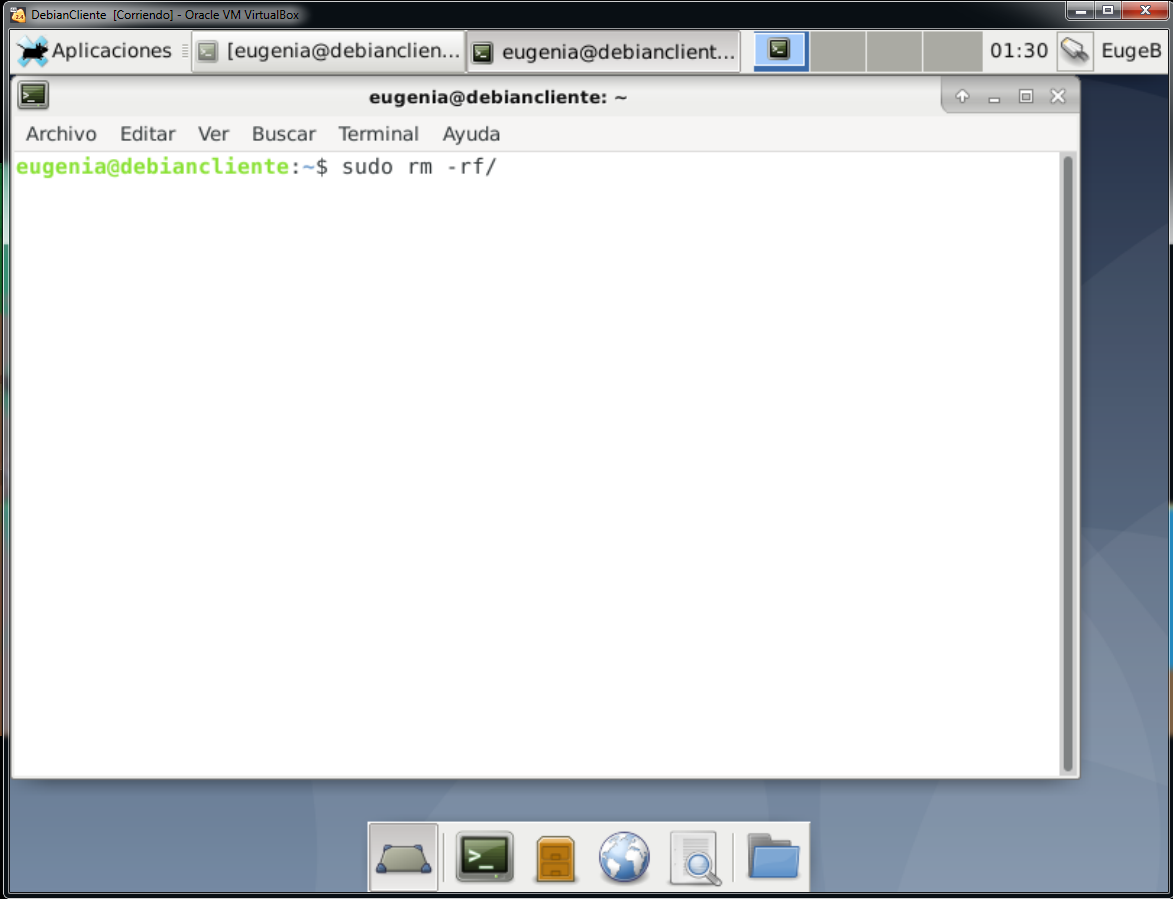 DebianCliente [Corriendo] - Oracle VM VirtualBox
Aplicaciones [eugenia@debianclien... eugenia@debianclient... 01:30 EugeB
eugenia@debiancliente: ~
Archivo Editar Ver Buscar Terminal Ayuda
eugenia@debiancliente:~$ sudo rm -rf/